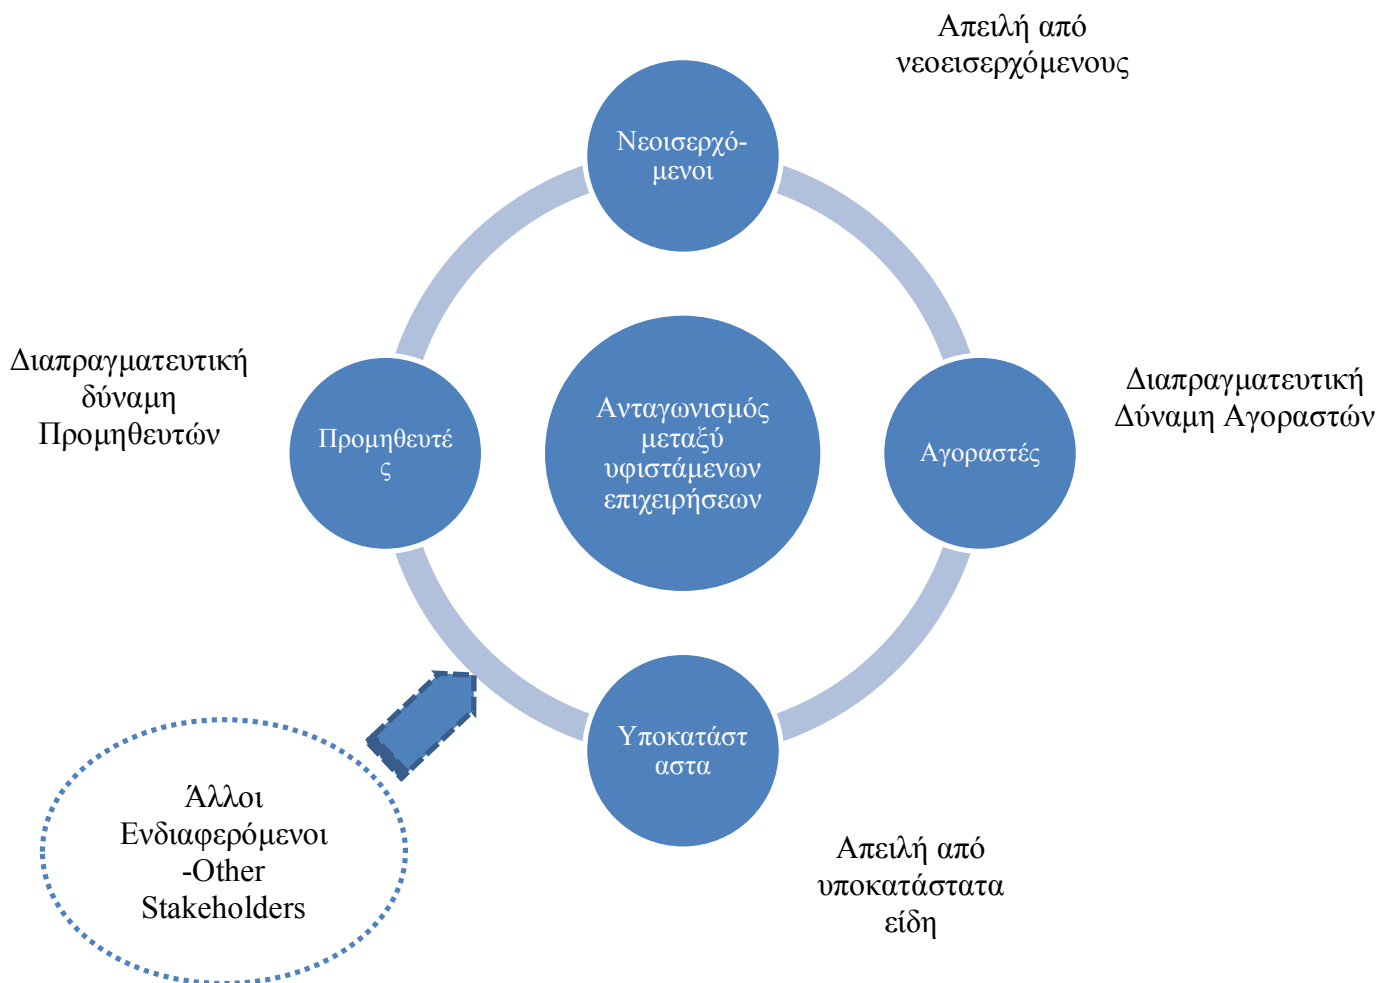 Απειλή από
νεοεισερχόμενους
Νεοισερχό-
μενοι
Διαπραγματευτική
δύναμη
Προμηθευτών
Προμηθευτέ
ς
Ανταγωνισμός
μεταξύ
υφιστάμενων
επιχειρήσεων
Αγοραστές
Διαπραγματευτική
Δύναμη Αγοραστών
Υποκατάστ
αστα
Άλλοι
Ενδιαφερόμενοι
-Other
Stakeholders
Απειλή από
υποκατάστατα
είδη